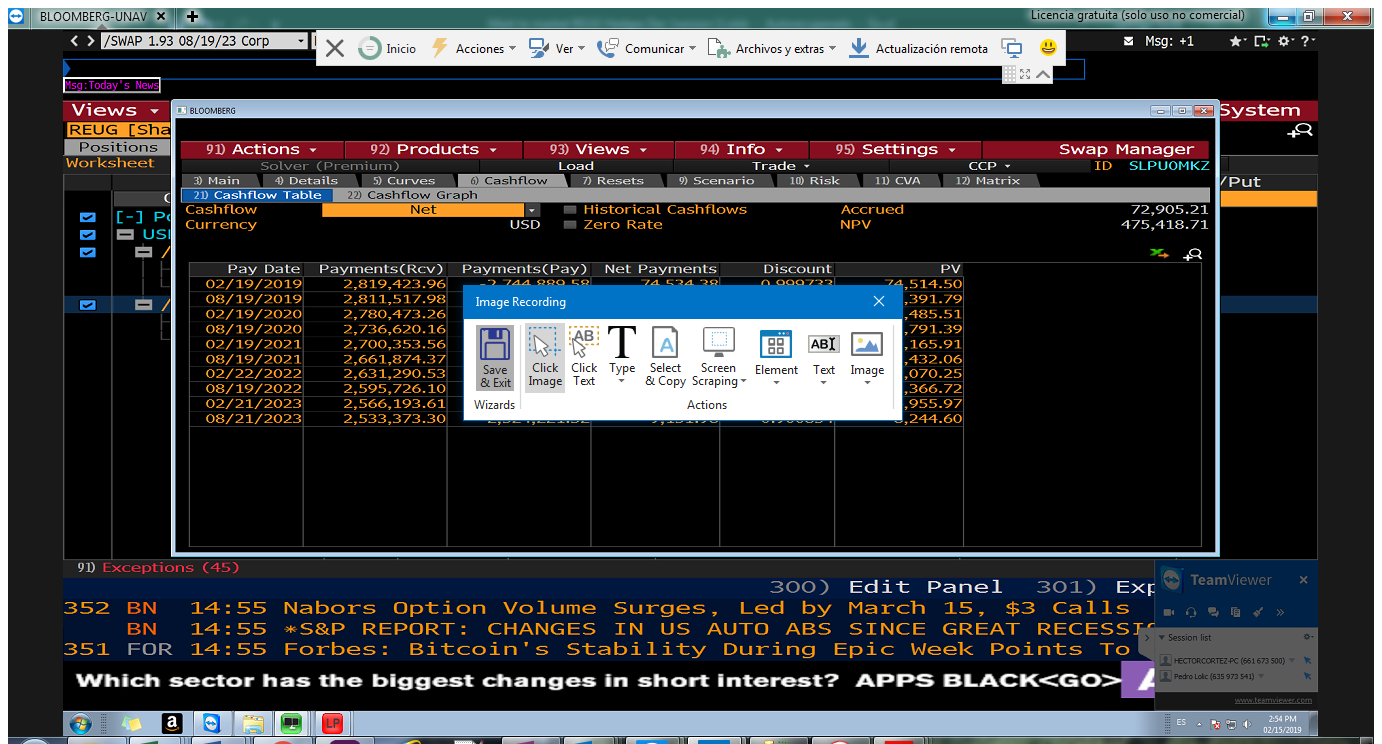 BLOOMBERG-UNAV
Licencia gratuita (solo uso no comercial)
/SWAP 1.93 08/19/23 Corp
Inicio Acciones Ver Comunicar Archivos y extras Actualización remota
Msg: +1
Msg:Today's News
Views
System
BLOOMBERG
REUG [Sha
Positions
Worksheet
/Put
91) Actions 92) Products 93) Views 94) Info 95) Settings Swap Manager
Solver (Premium) Load Trade CCP ID SLPU0MKZ
3) Main 4) Details 5) Curves 6) Cashflow 7) Resets 9) Scenario 10) Risk 11) CVA 12) Matrix
21) Cashflow Table 22) Cashflow Graph
Cashflow Net Historical Cashflows Accrued 72,905.21
Currency USD Zero Rate NPV 475,418.71
[-] Po
US
Pay Date Payments(Rcv) Payments(Pay) Net Payments Discount PV
02/19/2019 2,819,423.96 -2,744,889.58 74,534.38 0.999733 74,514.50
08/19/2019 2,811,517.98 ,391.79
02/19/2020 2,780,473.26 ,485.51
08/19/2020 2,736,620.16 ,791.39
02/19/2021 2,700,353.56 ,165.91
08/19/2021 2,661,874.37 ,432.06
02/22/2022 2,631,290.53 ,070.25
08/19/2022 2,595,726.10 ,366.72
02/21/2023 2,566,193.61 ,955.97
08/21/2023 2,533,373.30 ,244.60
Image Recording
Save & Exit
Click Image
Click Text
Type
Select & Copy
Screen Scraping
Element
Text
Image
Wizards
Actions
91) Exceptions (45)
300) Edit Panel 301) Exp
352 BN 14:55 Nabors Option Volume Surges, Led by March 15, $3 Calls
BN 14:55 *S&P REPORT: CHANGES IN US AUTO ABS SINCE GREAT RECESSI
351 FOR 14:55 Forbes: Bitcoin's Stability During Epic Week Points To
Which sector has the biggest changes in short interest? APPS BLACK<GO>
TeamViewer
Session list
HECTORCORTEZ-PC (661 673 500)
Pedro Lolic (635 973 541)
www.teamviewer.com
LP
ES
2:54 PM
02/15/2019